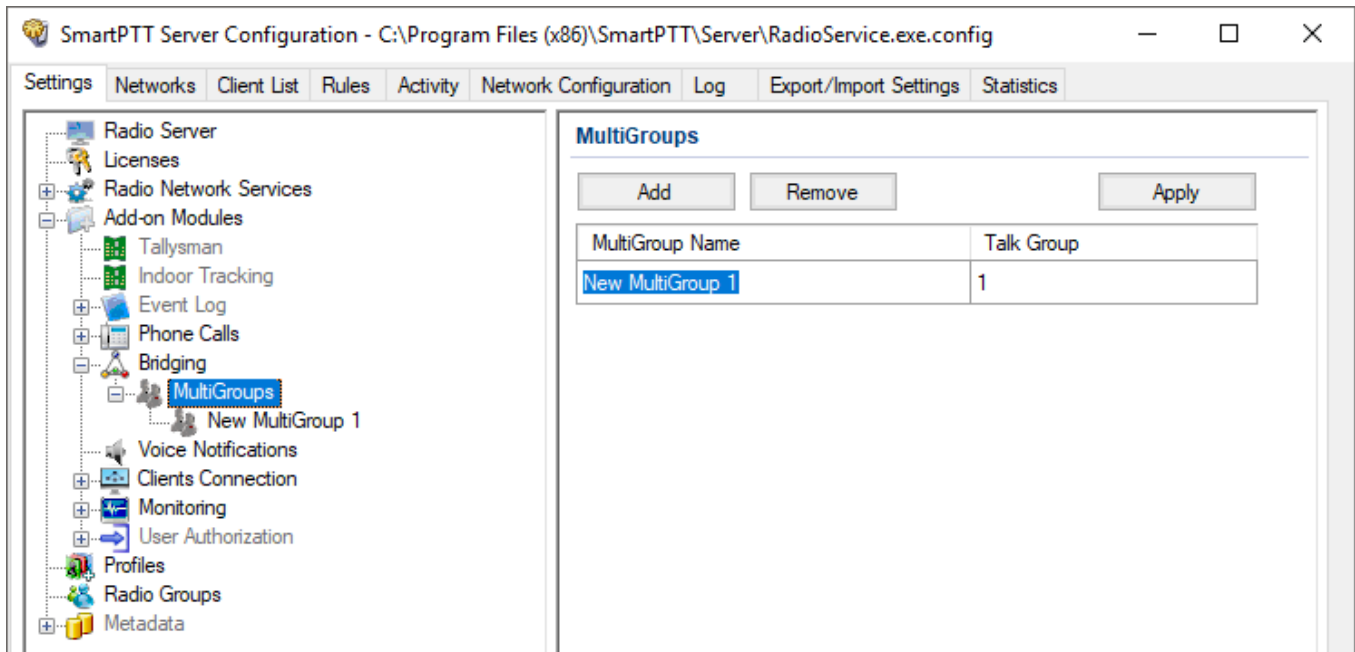 SmartPTT Server Configuration - C:\Program Files (x86)\SmartPTT\Server\RadioService.exe.config
Settings Networks Client List Rules Activity Network Configuration Log Export/Import Settings Statistics
Radio Server
Licenses
Radio Network Services
Add-on Modules
Tallysman
Indoor Tracking
Event Log
Phone Calls
Bridging
MultiGroups
New MultiGroup 1
Voice Notifications
Clients Connection
Monitoring
User Authorization
Profiles
Radio Groups
Metadata
MultiGroups
Add Remove Apply
MultiGroup Name Talk Group
New MultiGroup 1 1